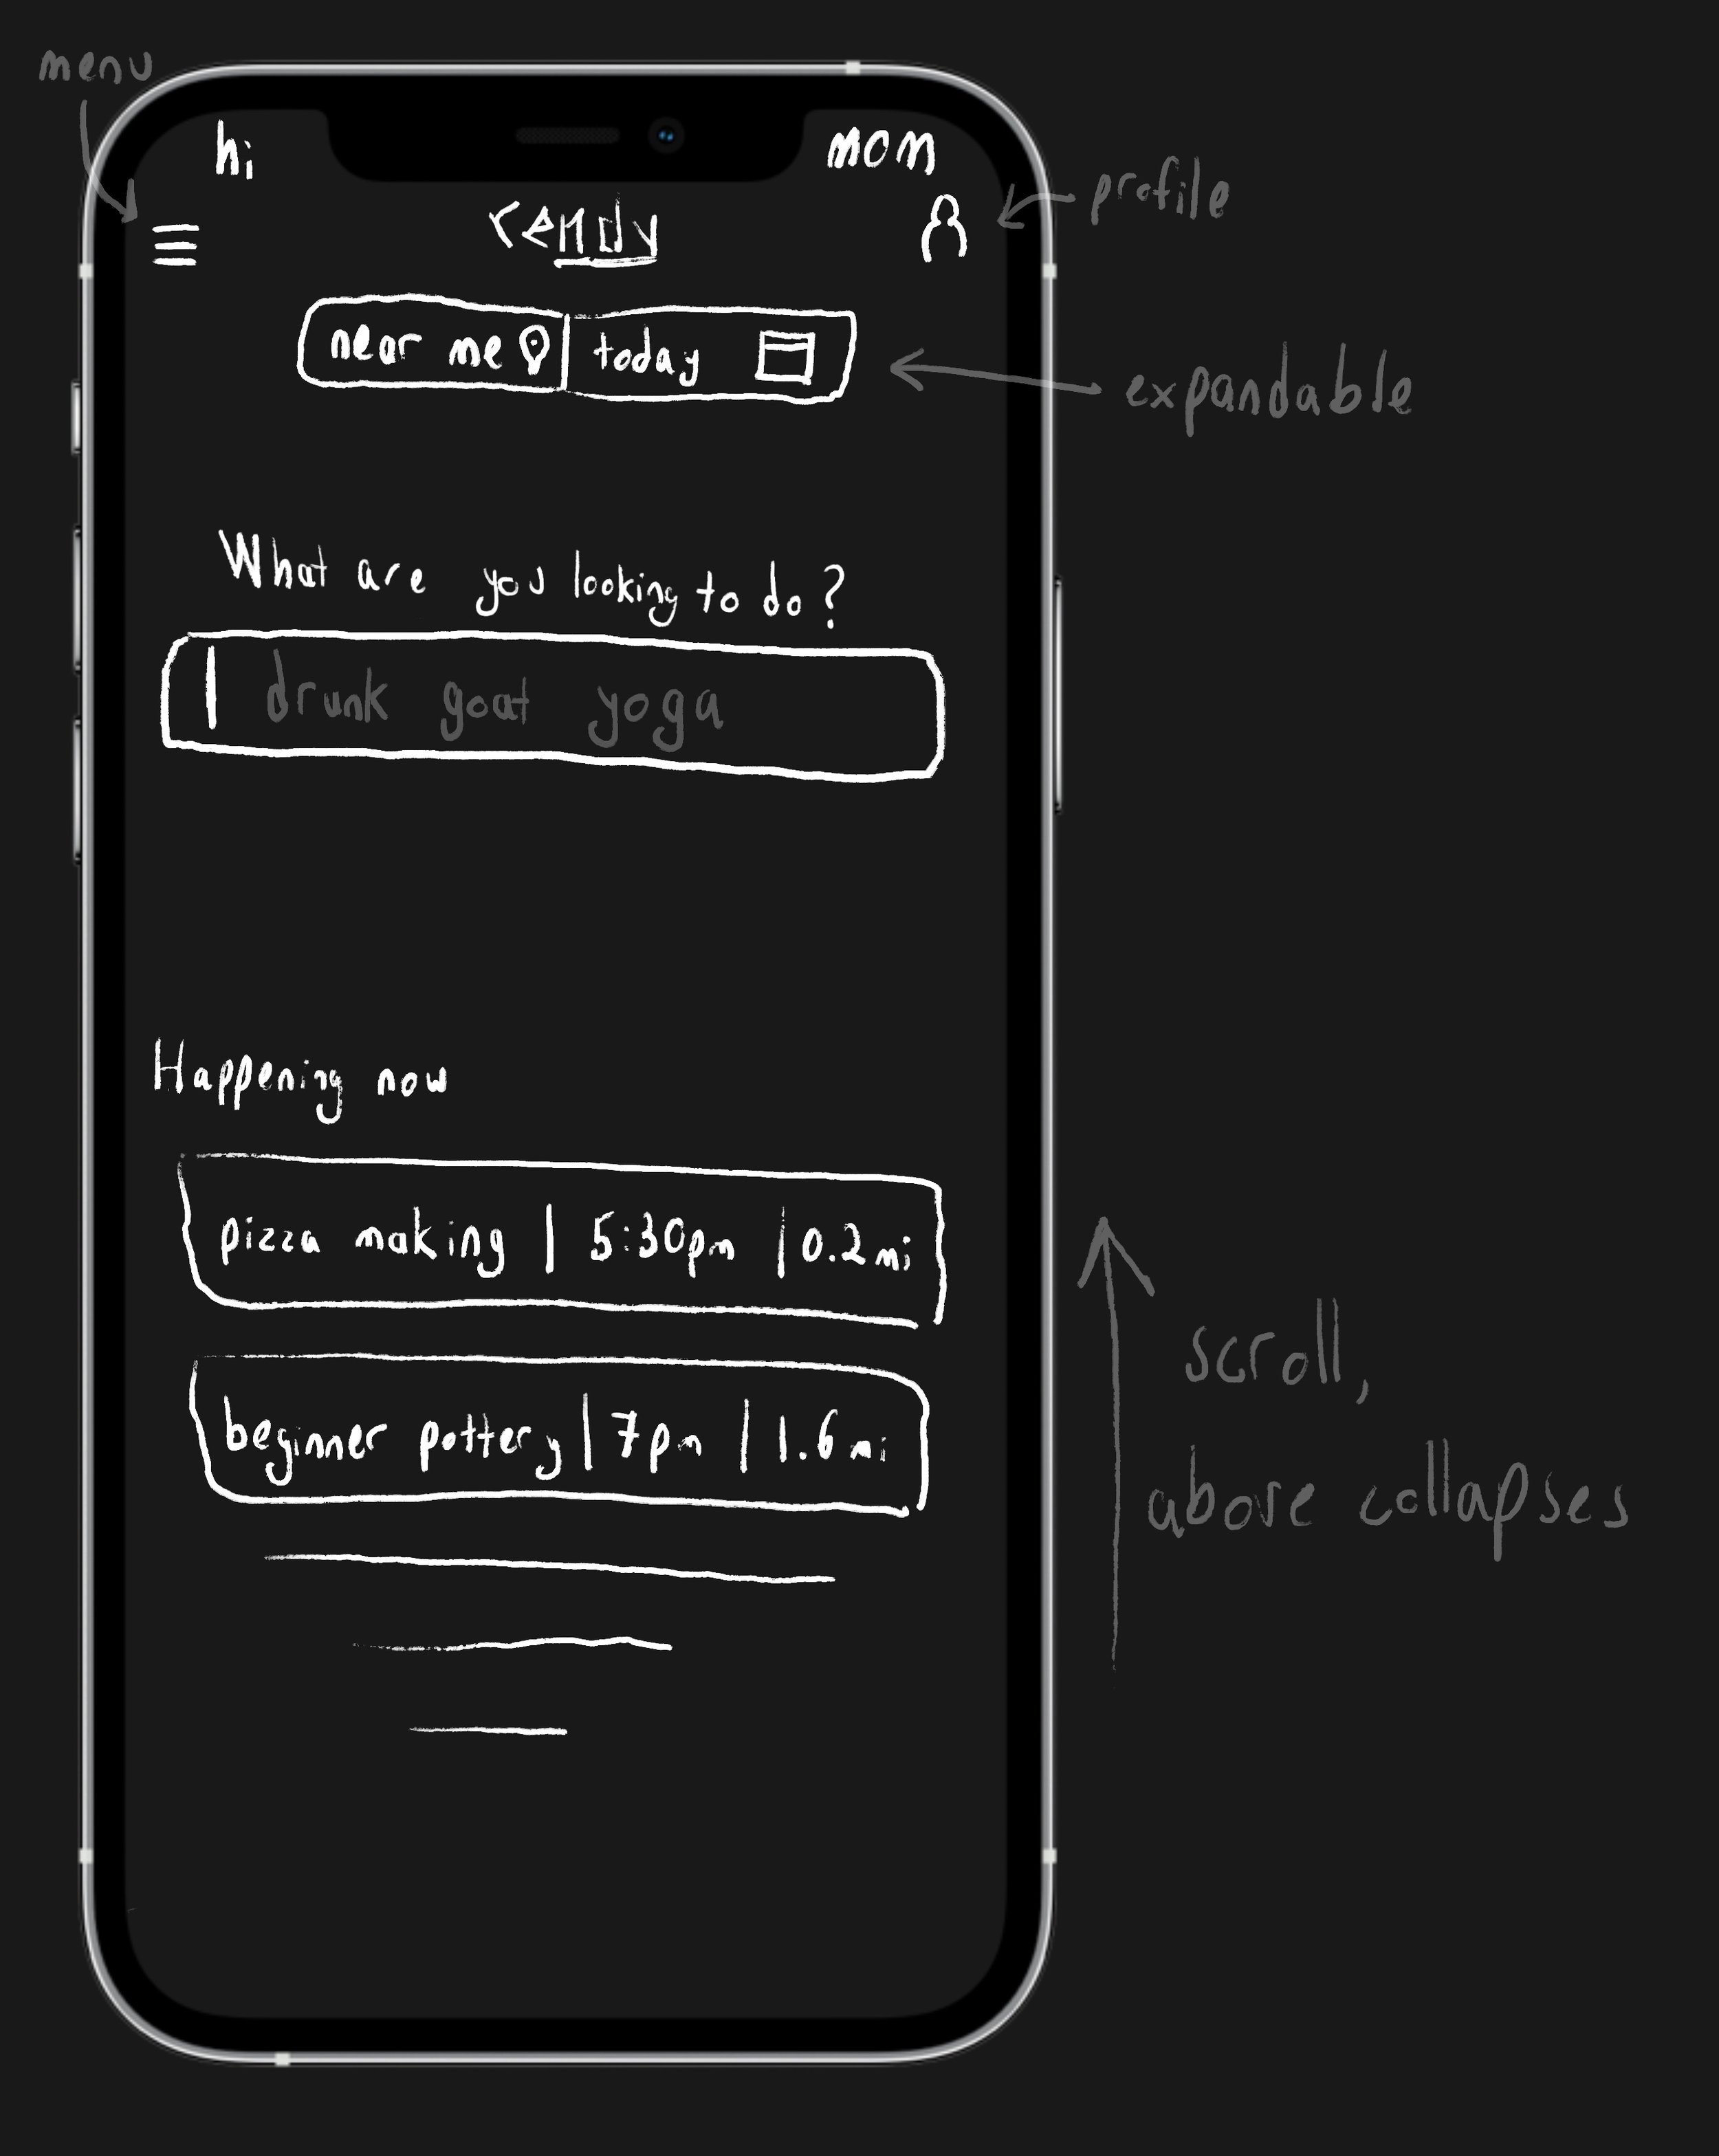 menu
hi mom
rendy
profile
near me today
expandable
What are you looking to do?
drunk goat yoga
Happening now
pizza making | 5:30pm | 0.2mi
beginner pottery | 7pm | 1.6mi
scroll,
above collapses